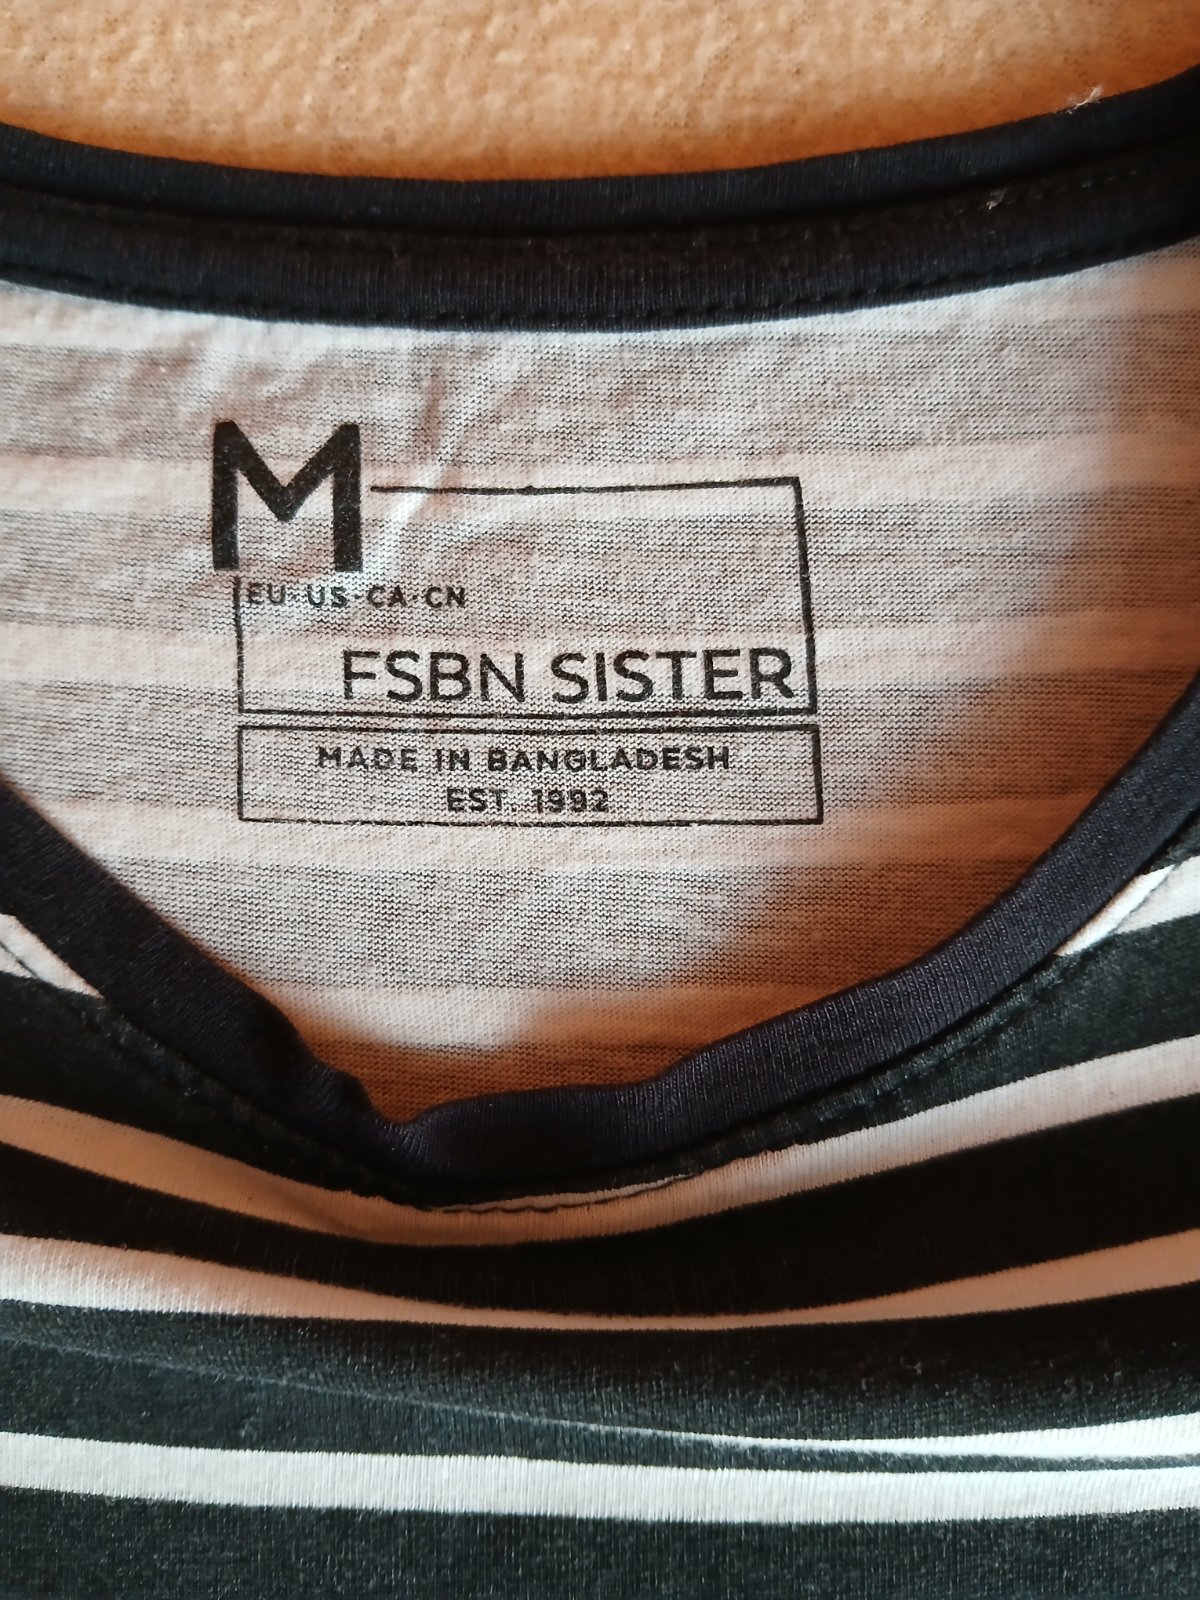 M
EU·US·CA·CN
FSBN SISTER
MADE IN BANGLADESH
EST. 1992